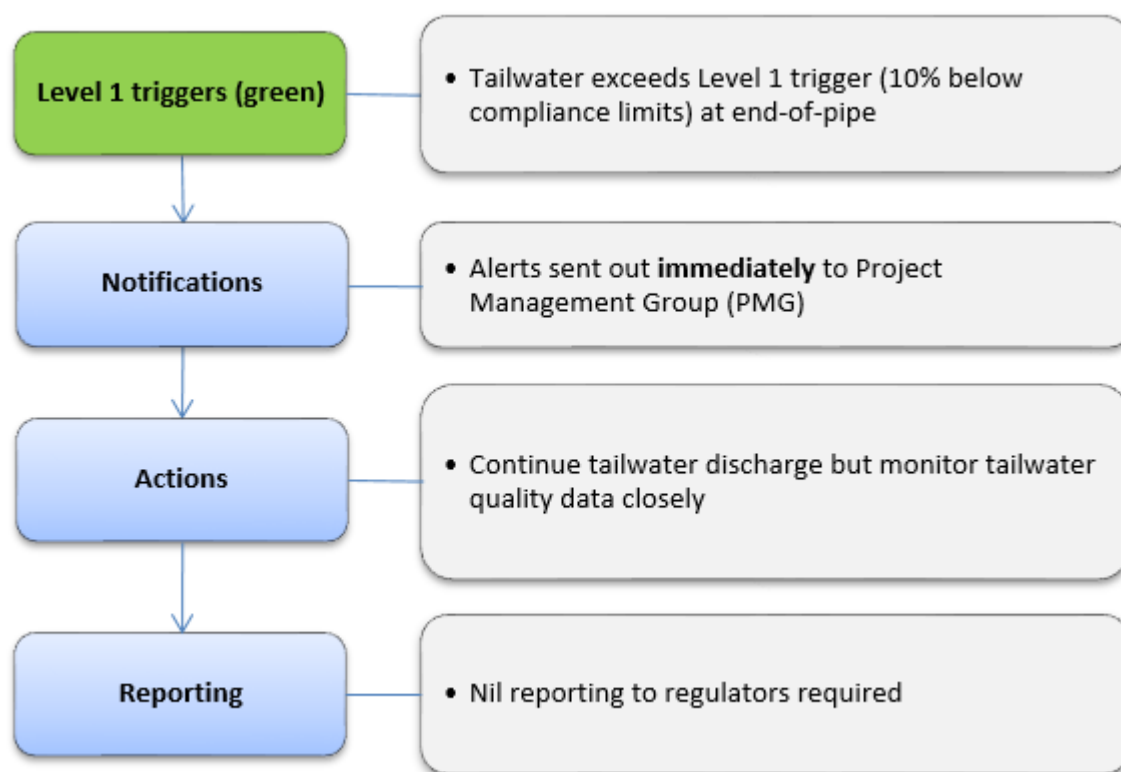 Level 1 triggers (green)
• Tailwater exceeds Level 1 trigger (10% below
compliance limits) at end-of-pipe
Notifications
• Alerts sent out immediately to Project
Management Group (PMG)
Actions
• Continue tailwater discharge but monitor tailwater
quality data closely
Reporting
• Nil reporting to regulators required